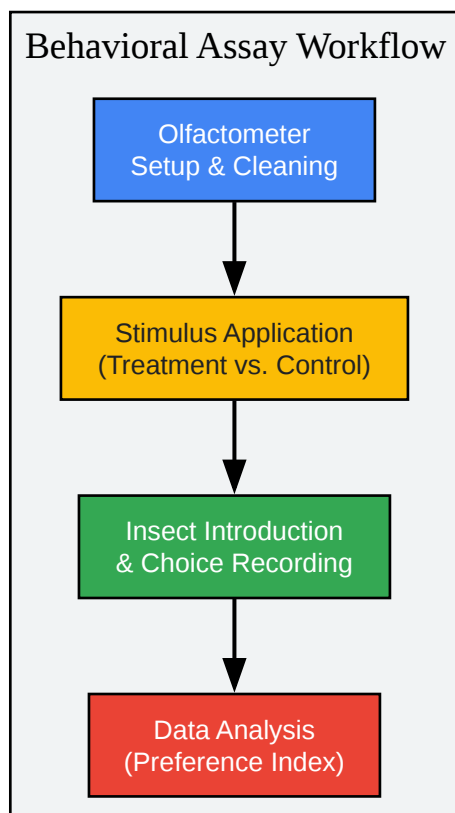 Behavioral Assay Workflow
Olfactometer
Setup & Cleaning
Stimulus Application
(Treatment vs. Control)
Insect Introduction
& Choice Recording
Data Analysis
(Preference Index)